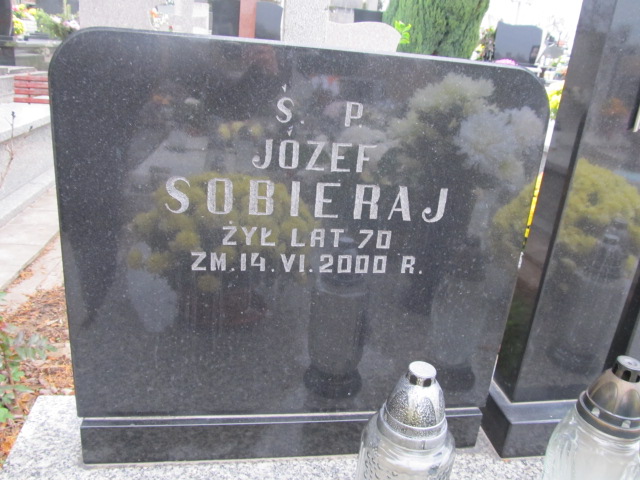 Ś. P.
JÓZEF
SOBIERAJ
ŻYŁ LAT 70
ZM.14.VI.2000 R.